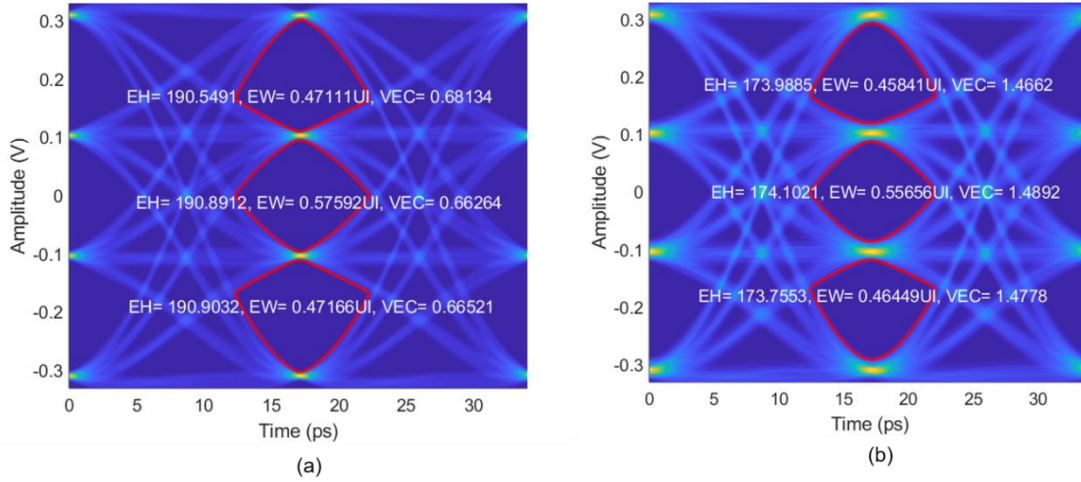 0.3
0.2
0.1
0
-0.1
-0.2
-0.3
Amplitude (V)
EH= 190.5491, EW= 0.47111UI, VEC= 0.68134
EH= 190.8912, EW= 0.57592UI, VEC= 0.66264
EH= 190.9032, EW= 0.47166UI, VEC= 0.66521
0 5 10 15 20 25 30
Time (ps)
(a)
0.3
0.2
0.1
0
-0.1
-0.2
-0.3
Amplitude (V)
EH= 173.9885, EW= 0.45841UI, VEC= 1.4662
EH= 174.1021, EW= 0.55656UI, VEC= 1.4892
EH= 173.7553, EW= 0.46449UI, VEC= 1.4778
0 5 10 15 20 25 30
Time (ps)
(b)